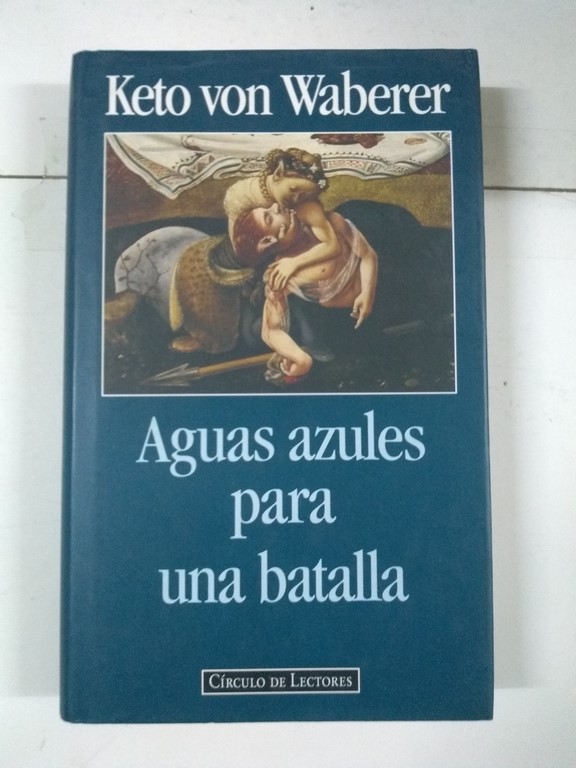 Keto von Waberer
Aguas azules
para
una batalla
CÍRCULO DE LECTORES